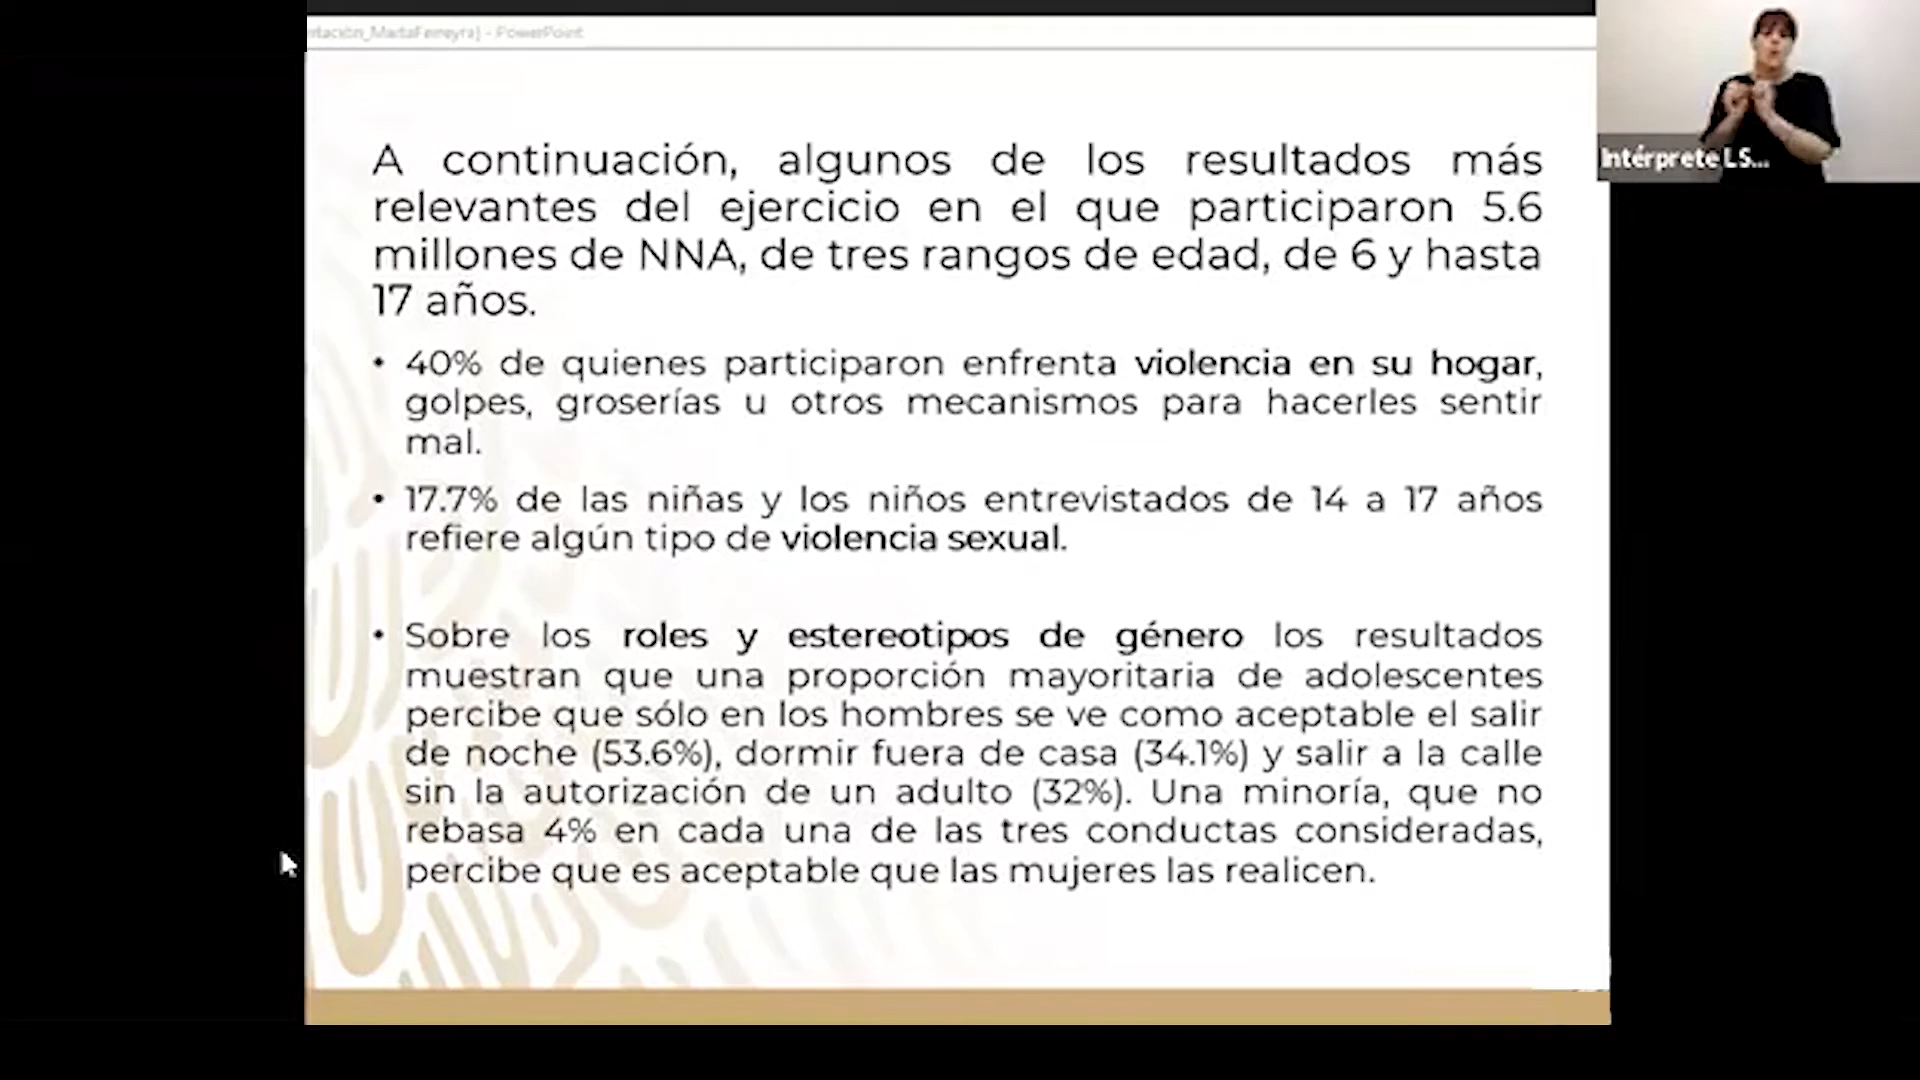 ntación_MartaFerreyra] - PowerPoint
Intérprete LS...
A continuación, algunos de los resultados más
relevantes del ejercicio en el que participaron 5.6
millones de NNA, de tres rangos de edad, de 6 y hasta
17 años.
• 40% de quienes participaron enfrenta violencia en su hogar,
golpes, groserías u otros mecanismos para hacerles sentir
mal.
• 17.7% de las niñas y los niños entrevistados de 14 a 17 años
refiere algún tipo de violencia sexual.
• Sobre los roles y estereotipos de género los resultados
muestran que una proporción mayoritaria de adolescentes
percibe que sólo en los hombres se ve como aceptable el salir
de noche (53.6%), dormir fuera de casa (34.1%) y salir a la calle
sin la autorización de un adulto (32%). Una minoría, que no
rebasa 4% en cada una de las tres conductas consideradas,
percibe que es aceptable que las mujeres las realicen.